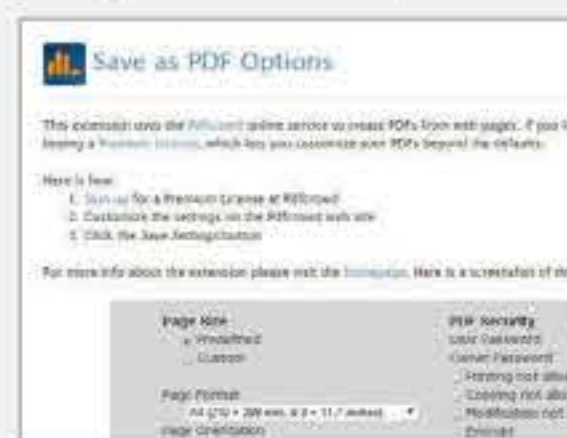 Save as PDF Options
This extension uses the Pdfcrowd online service to create PDFs from web pages. If you
buying a Premium license, which lets you customize your PDFs beyond the defaults.
Here is how:
1. Sign up for a Premium License at Pdfcrowd
2. Customize the settings on the Pdfcrowd web site
3. Click the Save Settings button
For more info about the extension please visit the homepage. Here is a screenshot of
Page Size
Predefined
Custom
Page Format
A4 (210 x
Page Orientation
PDF Security
User Password
Owner Password
Printing not
Copying not
Modification not
Encrypt